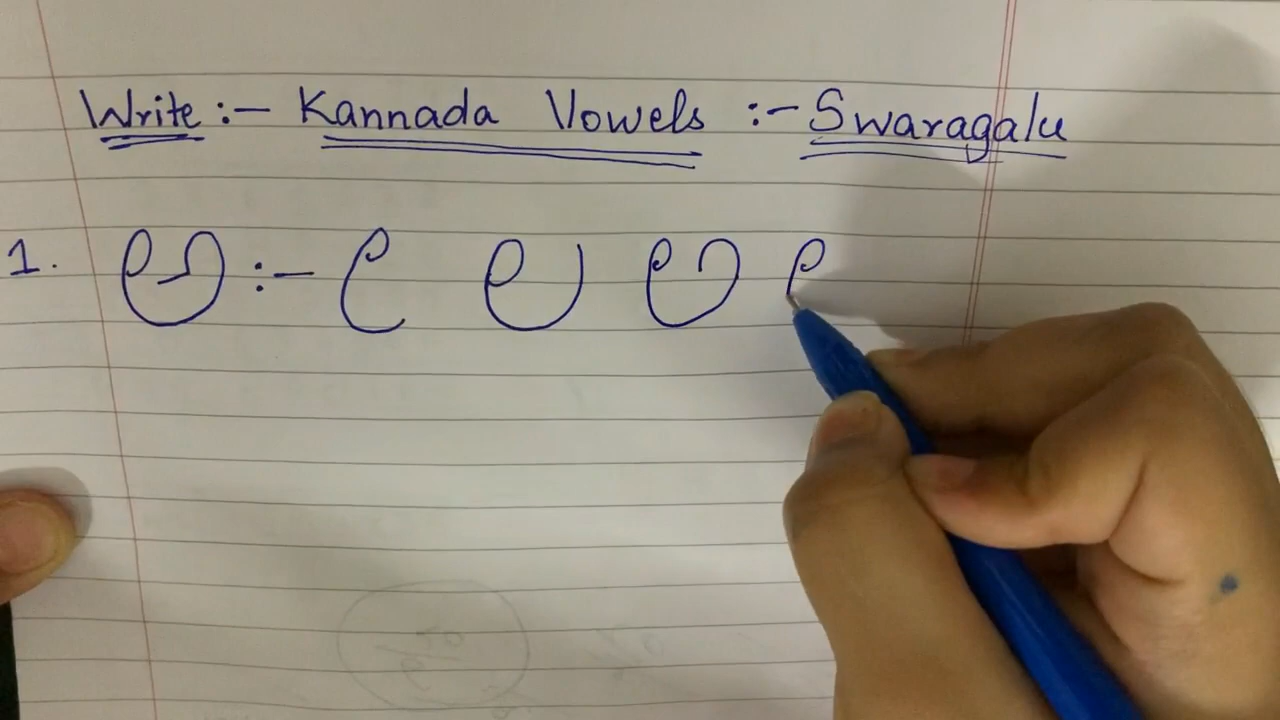 Write :- Kannada Vowels :- Swaragalu
1. ಅ :-